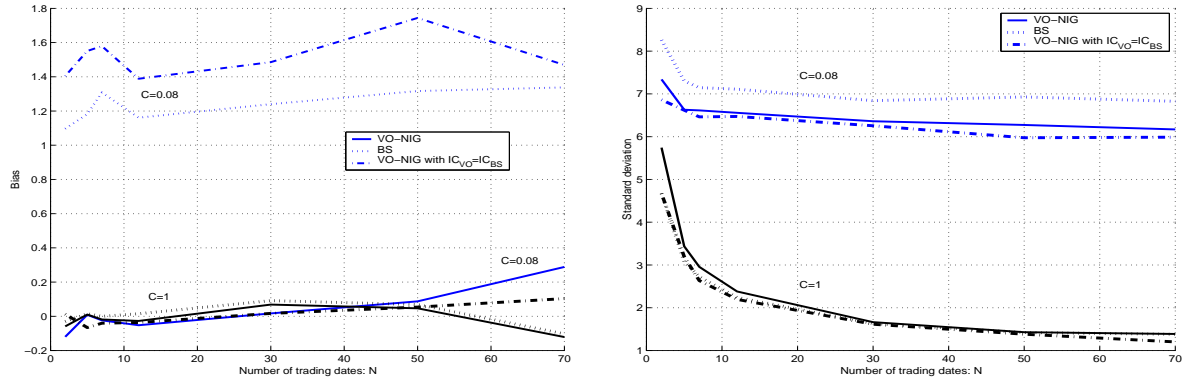 1.8
1.6
1.4
1.2
1
0.8
0.6
0.4
0.2
0
−0.2
0 10 20 30 40 50 60 70
Bias
Number of trading dates: N
C=0.08
VO−NIG
BS
VO−NIG with IC_VO=IC_BS
C=0.08
C=1
9
8
7
6
5
4
3
2
1
0 10 20 30 40 50 60 70
Standard deviation
Number of trading dates: N
VO−NIG
BS
VO−NIG with IC_VO=IC_BS
C=0.08
C=1